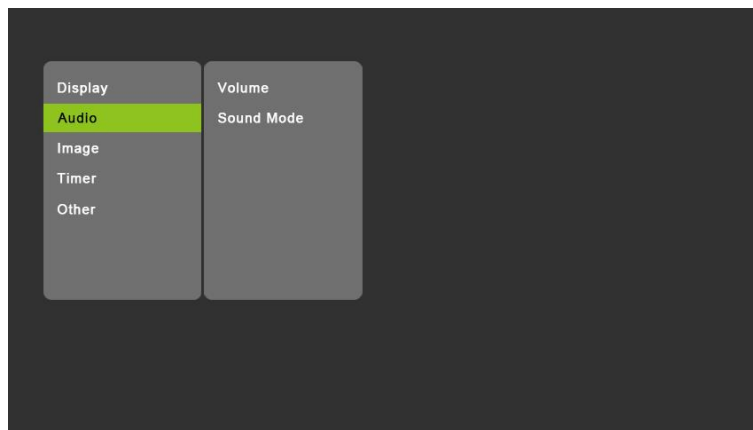 Display
Audio
Image
Timer
Other
Volume
Sound Mode